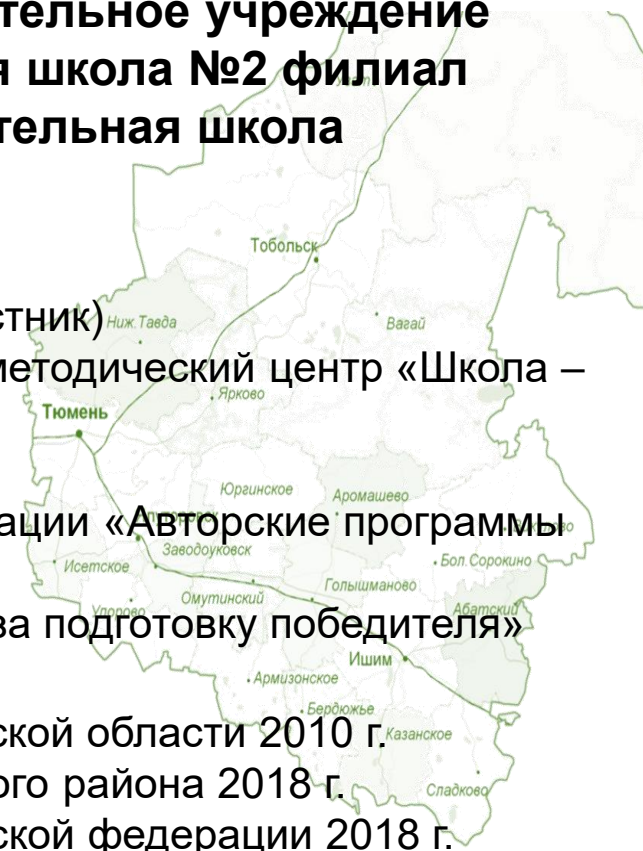 тельное учреждение
я школа №2 филиал
тельная школа
Тобольск
стник)
Ниж.Тавда
Вагай
методический центр «Школа –
Ярково
Тюмень
Юргинское
Аромашево
ации «Авторские программы
Заводоуковск
Исетское
Бол.Сорокино
Голышманово
Омутинский
Упорово
Абатский
за подготовку победителя»
Ишим
Армизонское
Бердюжье
ской области 2010 г.
Казанское
ого района 2018 г.
Сладково
ской федерации 2018 г.